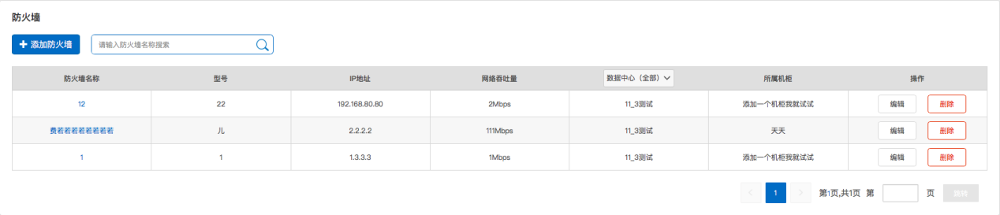 防火墙
+ 添加防火墙 请输入防火墙名称搜索
防火墙名称 型号 IP地址 网络吞吐量 数据中心（全部） 所属机柜 操作
12 22 192.168.80.80 2Mbps 11_3测试 添加一个机柜我就试试 编辑 删除
费若若若若若若若若 儿 2.2.2.2 111Mbps 11_3测试 天天 编辑 删除
1 1 1.3.3.3 1Mbps 11_3测试 添加一个机柜我就试试 编辑 删除
< 1 > 第1页,共1页 第 页 跳转